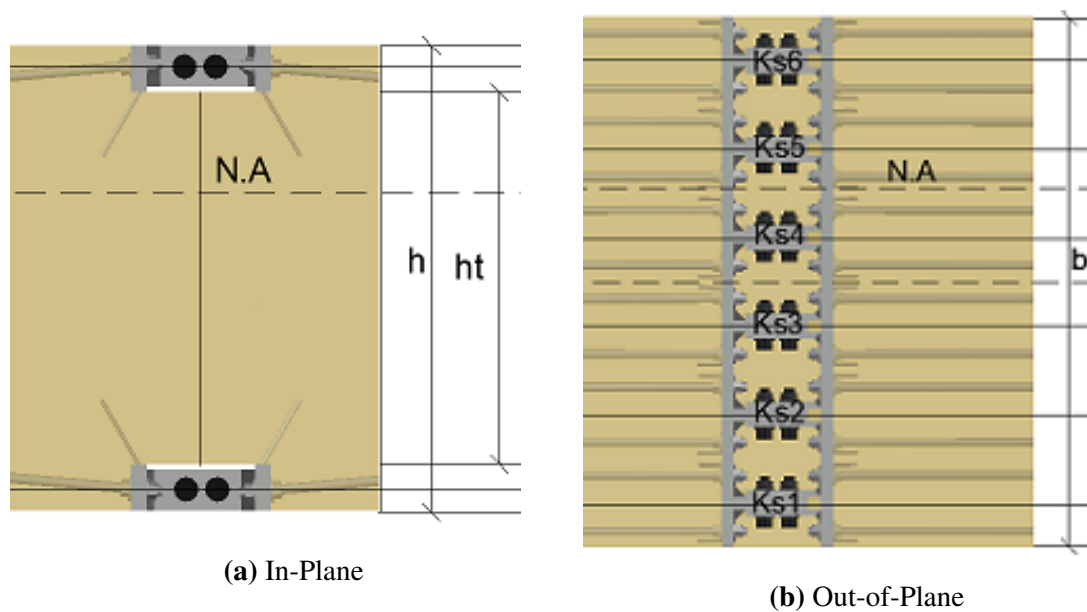 N.A
h
ht
(a) In-Plane
Ks6
Ks5
N.A
Ks4
b
Ks3
Ks2
Ks1
(b) Out-of-Plane